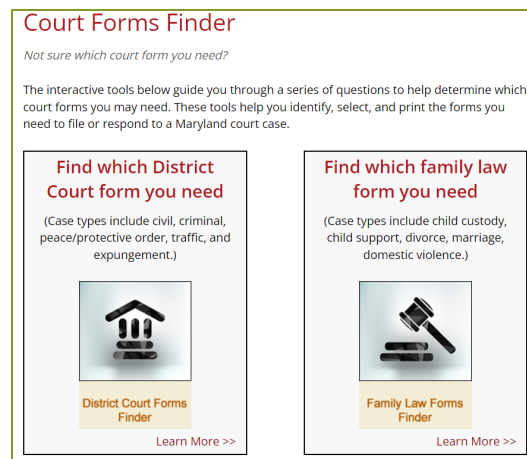 Court Forms Finder
Not sure which court form you need?
The interactive tools below guide you through a series of questions to help determine which
court forms you may need. These tools help you identify, select, and print the forms you
need to file or respond to a Maryland court case.
Find which District
Court form you need
(Case types include civil, criminal,
peace/protective order, traffic, and
expungement.)
District Court Forms
Finder
Learn More >>
Find which family law
form you need
(Case types include child custody,
child support, divorce, marriage,
domestic violence.)
Family Law Forms
Finder
Learn More >>